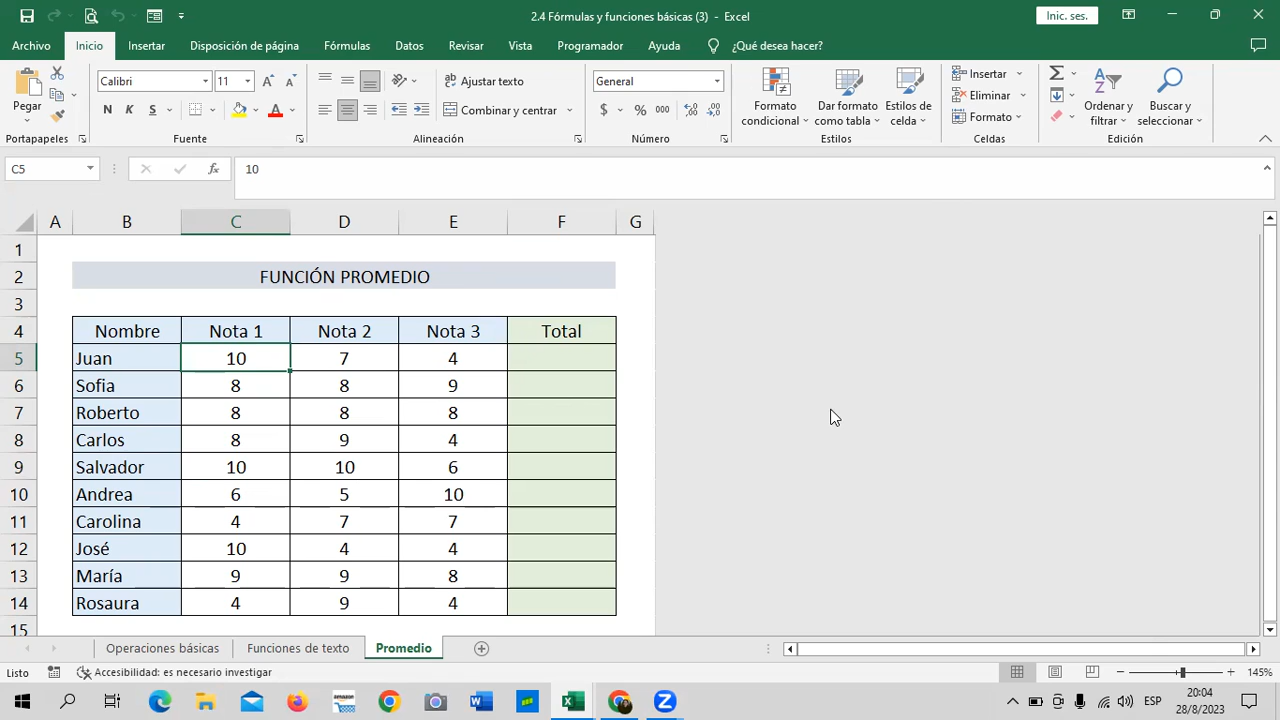 2.4 Fórmulas y funciones básicas (3) - Excel
Inic. ses.
Archivo Inicio Insertar Disposición de página Fórmulas Datos Revisar Vista Programador Ayuda ¿Qué desea hacer?
Pegar
Portapapeles
Calibri 11
N K S
Fuente
Ajustar texto
Combinar y centrar
Alineación
General
$ % 000
Número
Formato condicional
Dar formato como tabla
Estilos de celda
Estilos
Insertar
Eliminar
Formato
Celdas
Ordenar y filtrar
Buscar y seleccionar
Edición
C5 fx 10
A B C D E F G
1
2 FUNCIÓN PROMEDIO
3
4 Nombre Nota 1 Nota 2 Nota 3 Total
5 Juan 10 7 4
6 Sofia 8 8 9
7 Roberto 8 8 8
8 Carlos 8 9 4
9 Salvador 10 10 6
10 Andrea 6 5 10
11 Carolina 4 7 7
12 José 10 4 4
13 María 9 9 8
14 Rosaura 4 9 4
15
Operaciones básicas Funciones de texto Promedio
Listo Accesibilidad: es necesario investigar 145%
ESP 20:04
28/8/2023